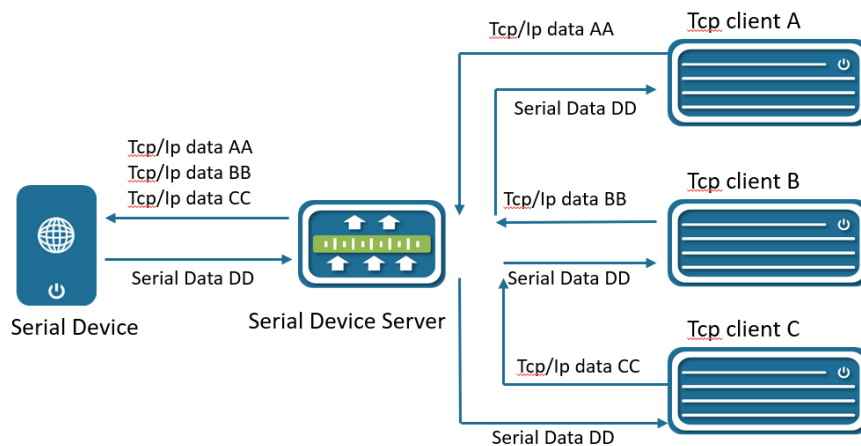 Tcp client A
Tcp/Ip data AA
Serial Data DD
Tcp/Ip data AA
Tcp/Ip data BB
Tcp/Ip data CC
Tcp client B
Tcp/Ip data BB
Serial Data DD
Serial Data DD
Serial Device
Serial Device Server
Tcp client C
Tcp/Ip data CC
Serial Data DD